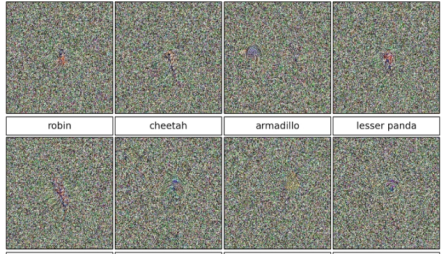 robin
cheetah
armadillo
lesser panda